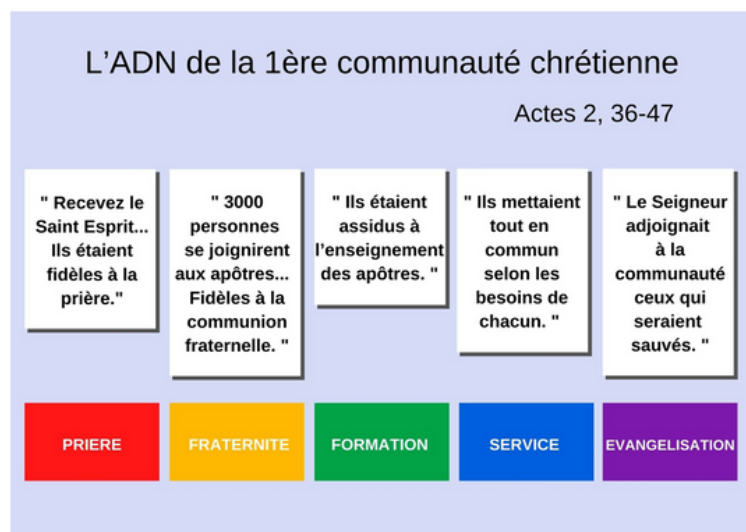 L'ADN de la 1ère communauté chrétienne
Actes 2, 36-47
" Recevez le
Saint Esprit...
Ils étaient
fidèles à la
prière."
" 3000
personnes
se joignirent
aux apôtres...
Fidèles à la
communion
fraternelle. "
" Ils étaient
assidus à
l'enseignement
des apôtres. "
" Ils mettaient
tout en
commun
selon les
besoins de
chacun. "
" Le Seigneur
adjoignait
à la
communauté
ceux qui
seraient
sauvés. "
PRIERE
FRATERNITE
FORMATION
SERVICE
EVANGELISATION